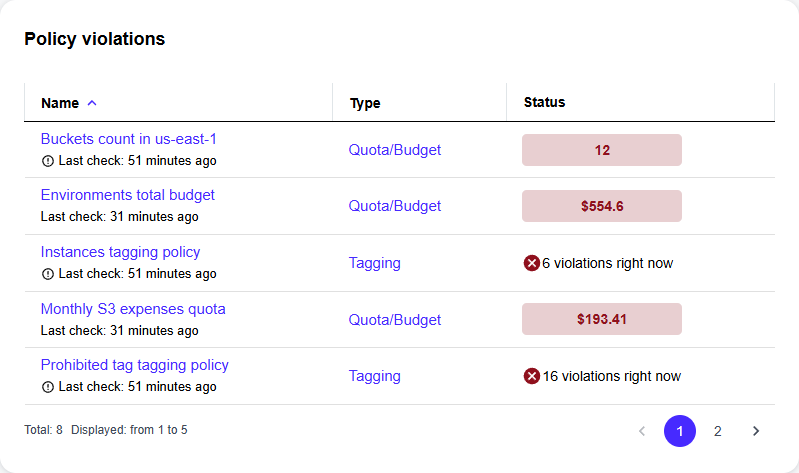 Policy violations
Name Type Status
Buckets count in us-east-1
Last check: 51 minutes ago
Quota/Budget
12
Environments total budget
Last check: 31 minutes ago
Quota/Budget
$554.6
Instances tagging policy
Last check: 51 minutes ago
Tagging
6 violations right now
Monthly S3 expenses quota
Last check: 31 minutes ago
Quota/Budget
$193.41
Prohibited tag tagging policy
Last check: 51 minutes ago
Tagging
16 violations right now
Total: 8 Displayed: from 1 to 5
1 2